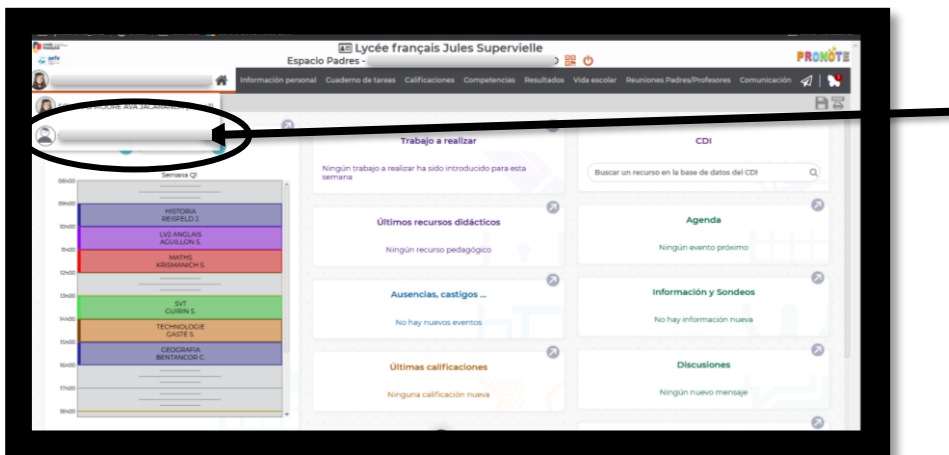 Lycée français Jules Supervielle
Espacio Padres -
PRONOTE
Información personal Cuaderno de tareas Calificaciones Competencias Resultados Vida escolar Reuniones Padres/Profesores Comunicación
MOORE AVA JACARANDA
Trabajo a realizar
Ningún trabajo a realizar ha sido introducido para esta
semana
CDI
Buscar un recurso en la base de datos del CDI
Semana Q1
08h00
09h00
HISTORIA
REISFELD J.
10h00
LV2 ANGLAIS
AGUILLON S.
11h00
MATHS
KRISMANICH S.
12h00
13h00
SVT
GUIRIN S.
14h00
TECHNOLOGIE
GASTE S.
15h00
GEOGRAFIA
BENTANCOR C.
16h00
17h00
18h00
Últimos recursos didácticos
Ningún recurso pedagógico
Agenda
Ningún evento próximo
Ausencias, castigos ...
No hay nuevos eventos
Información y Sondeos
No hay información nueva
Últimas calificaciones
Ninguna calificación nueva
Discusiones
Ningún nuevo mensaje